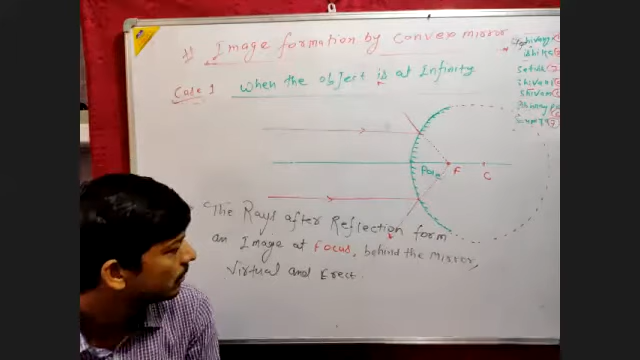 Image formation by convex mirror
Case 1 When the object is at Infinity
Pole F C
The Rays after Reflection form
an Image at Focus, behind the Mirror,
Virtual and Erect.